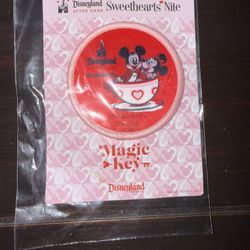 Disneyland Sweethearts' Nite
AFTER DARK
Disneyland
Magic
Key
Disneyland